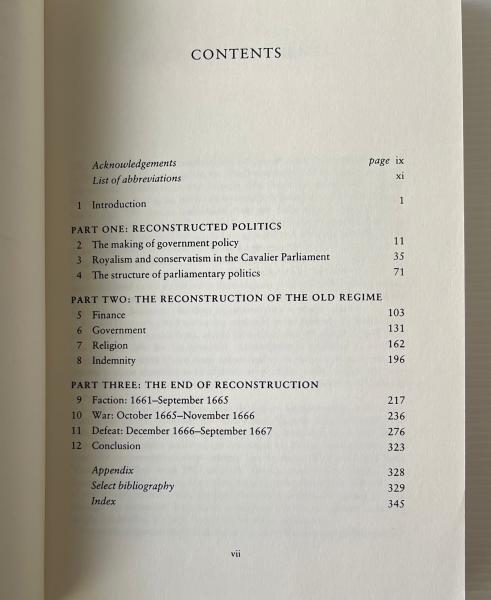 CONTENTS
Acknowledgements page ix
List of abbreviations xi
1 Introduction 1
PART ONE: RECONSTRUCTED POLITICS
2 The making of government policy 11
3 Royalism and conservatism in the Cavalier Parliament 35
4 The structure of parliamentary politics 71
PART TWO: THE RECONSTRUCTION OF THE OLD REGIME
5 Finance 103
6 Government 131
7 Religion 162
8 Indemnity 196
PART THREE: THE END OF RECONSTRUCTION
9 Faction: 1661–September 1665 217
10 War: October 1665–November 1666 236
11 Defeat: December 1666–September 1667 276
12 Conclusion 323
Appendix 328
Select bibliography 329
Index 345
vii